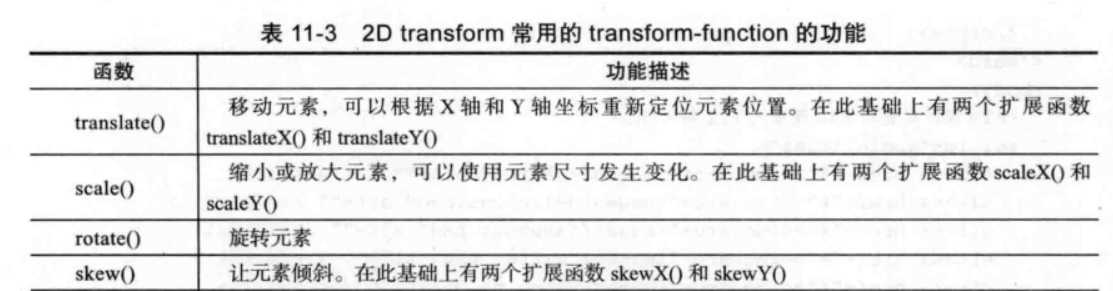 表 11-3 2D transform 常用的 transform-function 的功能
函数 功能描述
translate() 移动元素，可以根据 X 轴和 Y 轴坐标重新定位元素位置。在此基础上有两个扩展函数
translateX() 和 translateY()
scale() 缩小或放大元素，可以使用元素尺寸发生变化。在此基础上有两个扩展函数 scaleX() 和
scaleY()
rotate() 旋转元素
skew() 让元素倾斜。在此基础上有两个扩展函数 skewX() 和 skewY()